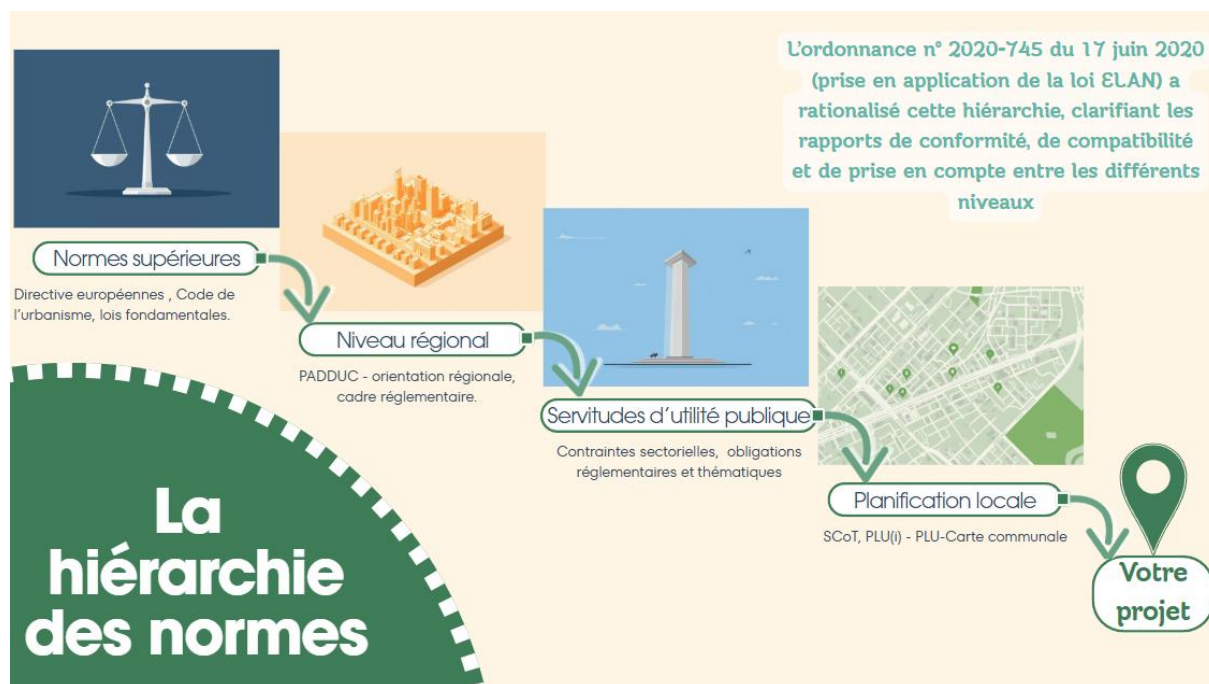 L'ordonnance n° 2020-745 du 17 juin 2020
(prise en application de la loi ELAN) a
rationalisé cette hiérarchie, clarifiant les
rapports de conformité, de compatibilité
et de prise en compte entre les différents
niveaux
Normes supérieures
Directive européennes , Code de
l'urbanisme, lois fondamentales.
Niveau régional
PADDUC - orientation régionale,
cadre réglementaire.
Servitudes d'utilité publique
Contraintes sectorielles, obligations
réglementaires et thématiques
Planification locale
SCoT, PLU(i) - PLU-Carte communale
Votre
projet
La
hiérarchie
des normes